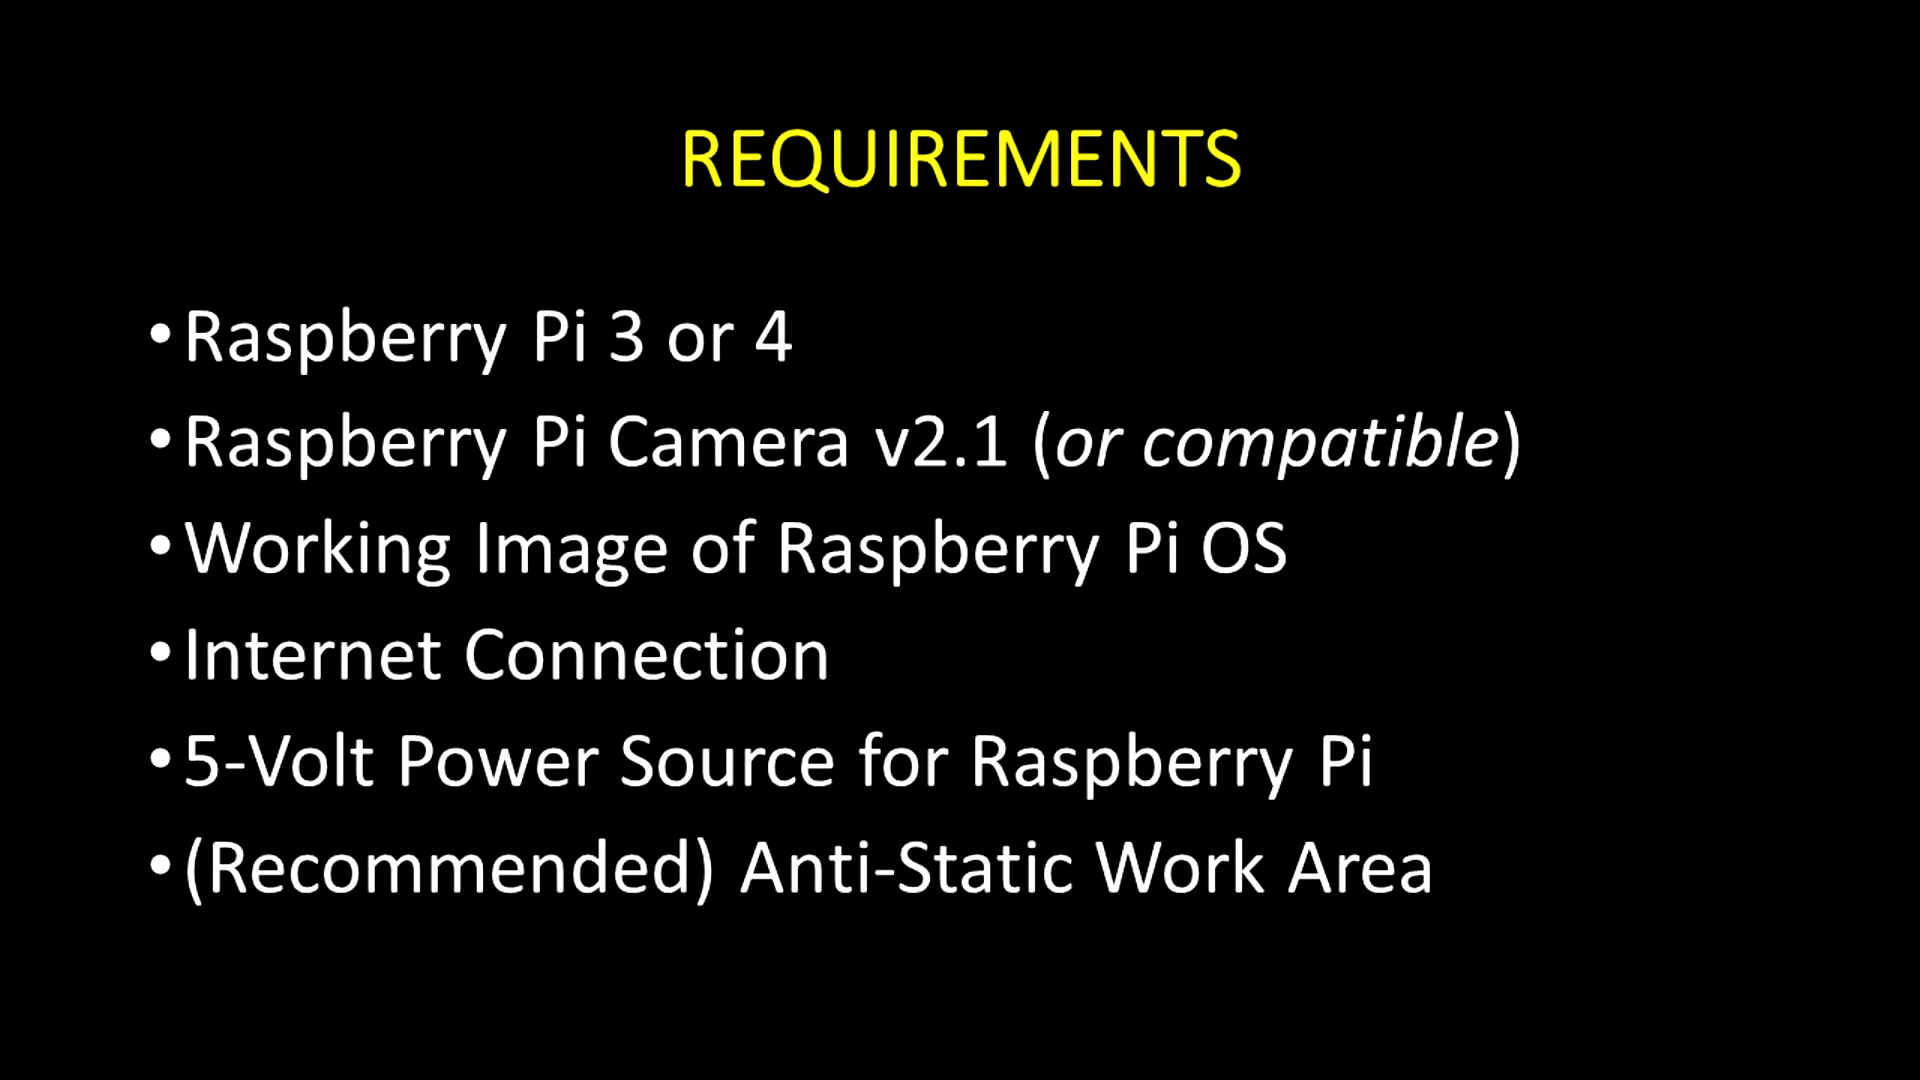 REQUIREMENTS
•Raspberry Pi 3 or 4
•Raspberry Pi Camera v2.1 (or compatible)
•Working Image of Raspberry Pi OS
•Internet Connection
•5-Volt Power Source for Raspberry Pi
•(Recommended) Anti-Static Work Area